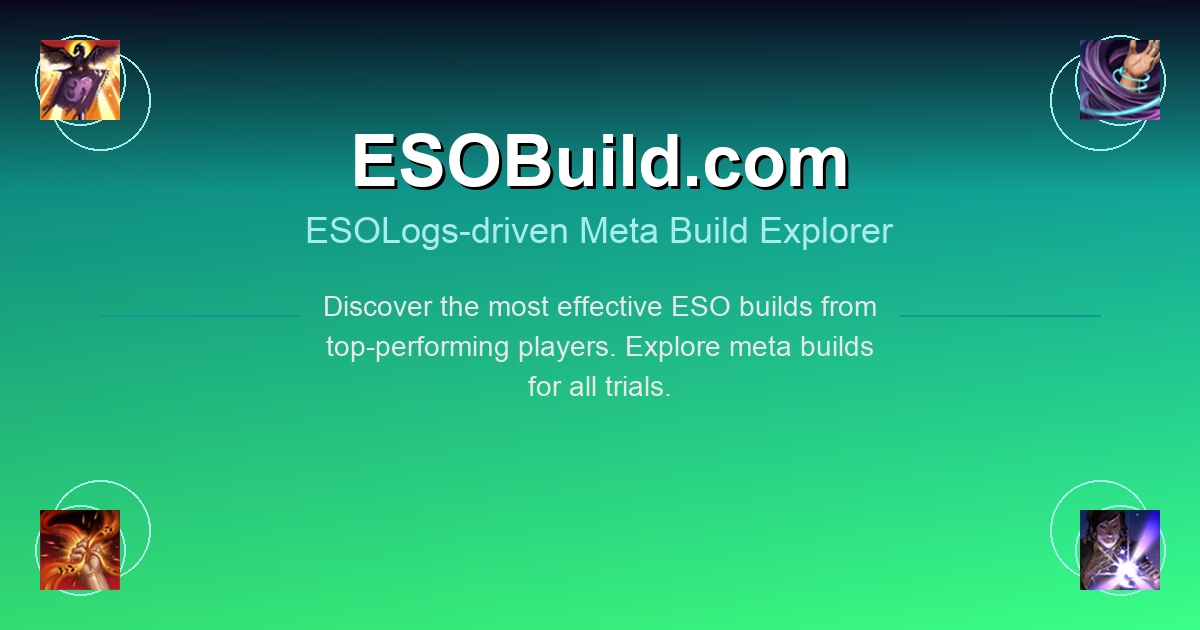 ESOBuild.com
ESOLogs-driven Meta Build Explorer
Discover the most effective ESO builds from
top-performing players. Explore meta builds
for all trials.